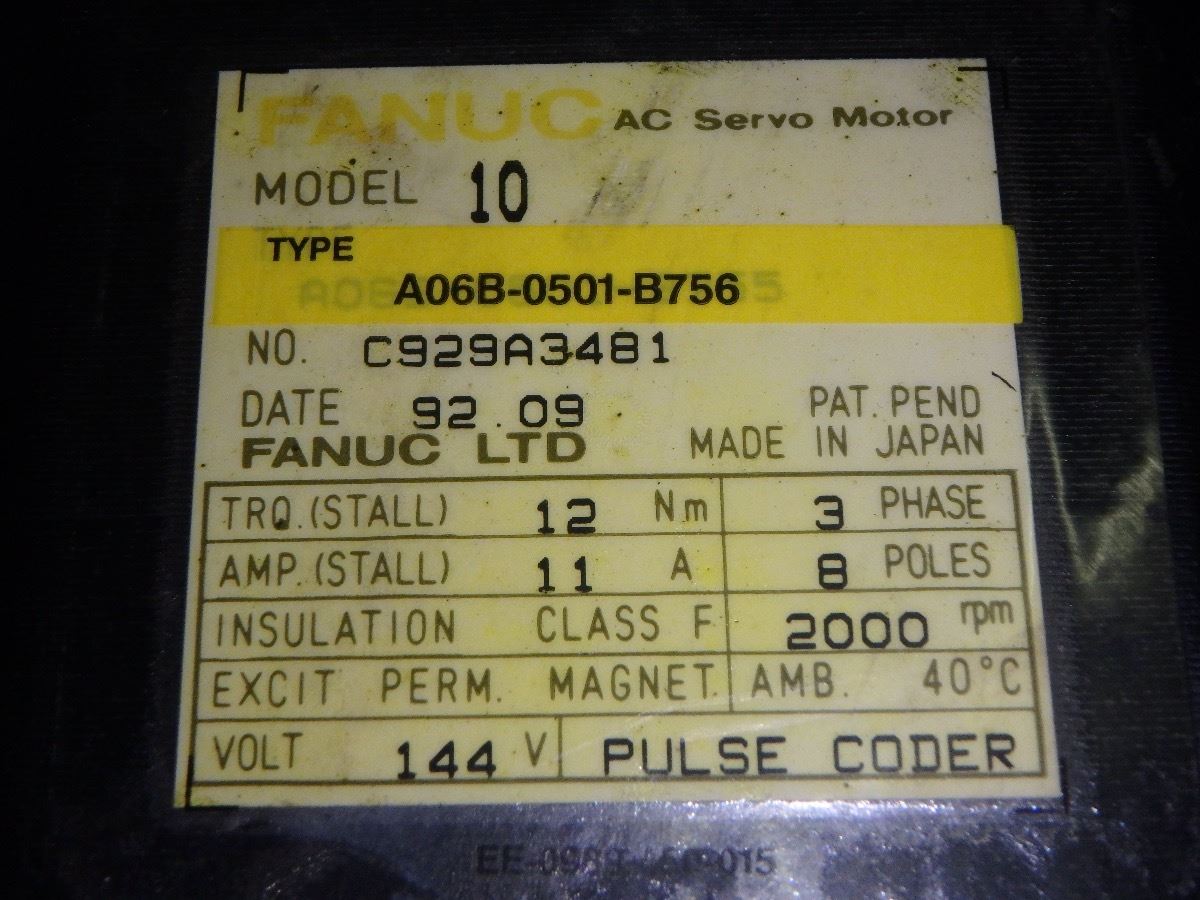 FANUC AC Servo Motor
MODEL 10
TYPE
A06B-0501-B756
NO. C929A3481
DATE 92.09 PAT. PEND
FANUC LTD MADE IN JAPAN
TRQ.(STALL) 12 Nm 3 PHASE
AMP.(STALL) 11 A 8 POLES
INSULATION CLASS F 2000 rpm
EXCIT PERM. MAGNET. AMB. 40°C
VOLT 144 V PULSE CODER